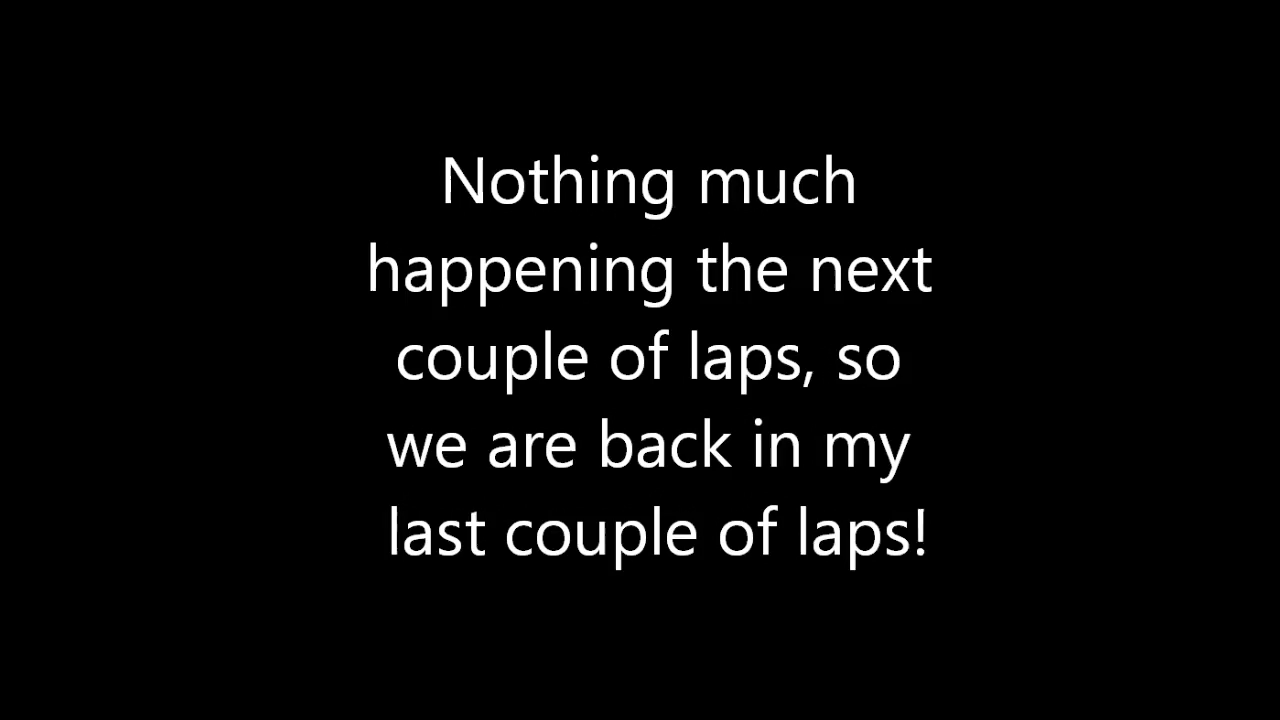 Nothing much
happening the next
couple of laps, so
we are back in my
last couple of laps!